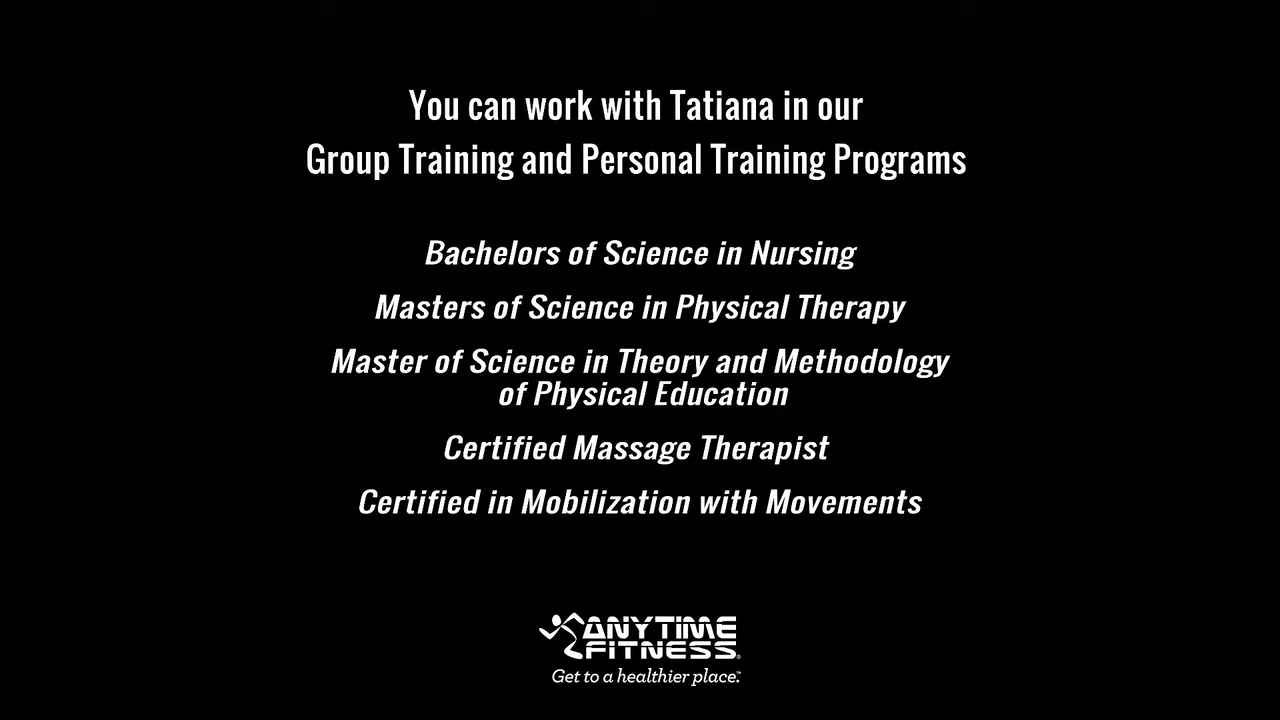 You can work with Tatiana in our
Group Training and Personal Training Programs
Bachelors of Science in Nursing
Masters of Science in Physical Therapy
Master of Science in Theory and Methodology
of Physical Education
Certified Massage Therapist
Certified in Mobilization with Movements
ANYTIME
FITNESS®
Get to a healthier place.™